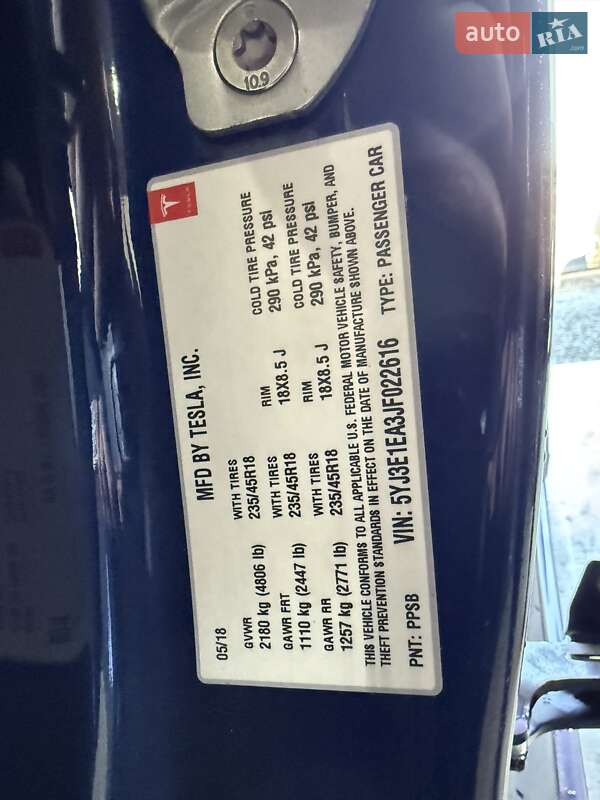 auto RIA.com
10.9
TESLA
MFD BY TESLA, INC.
05/18
GVWR WITH TIRES RIM COLD TIRE PRESSURE
2180 kg (4806 lb) 235/45R18 18X8.5 J 290 kPa, 42 psi
GAWR FRT WITH TIRES RIM COLD TIRE PRESSURE
1110 kg (2447 lb) 235/45R18 18X8.5 J 290 kPa, 42 psi
GAWR RR WITH TIRES
1257 kg (2771 lb) 235/45R18
THIS VEHICLE CONFORMS TO ALL APPLICABLE U.S. FEDERAL MOTOR VEHICLE SAFETY, BUMPER, AND
THEFT PREVENTION STANDARDS IN EFFECT ON THE DATE OF MANUFACTURE SHOWN ABOVE.
PNT: PPSB VIN: 5YJ3E1EA3JF022616 TYPE: PASSENGER CAR